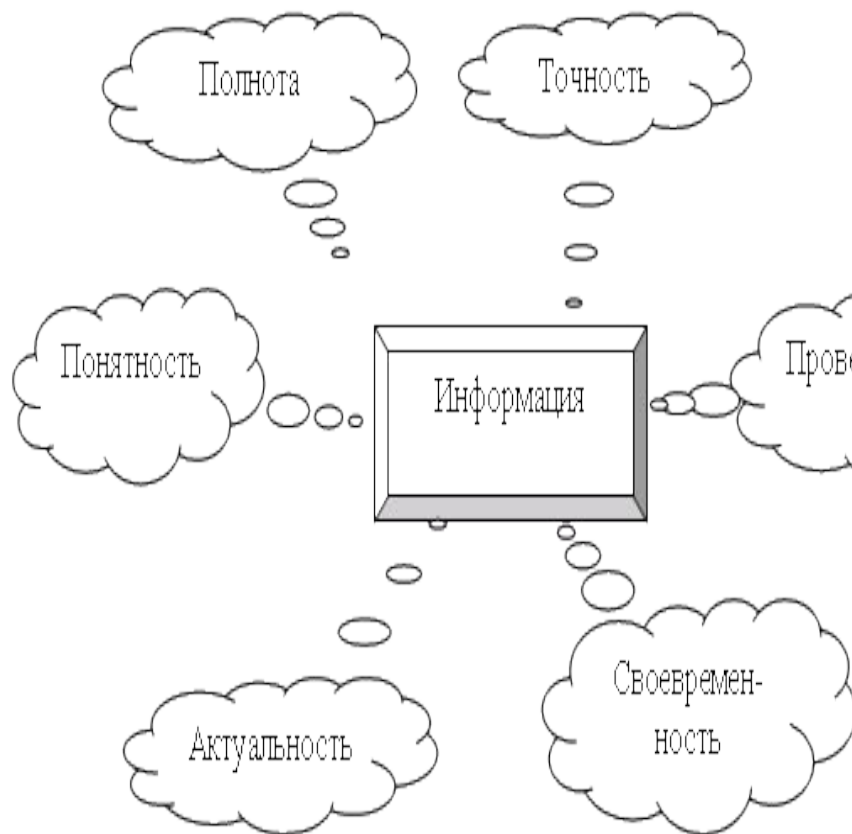 Полнота
Точность
Понятность
Информация
Своевремен-
ность
Актуальность